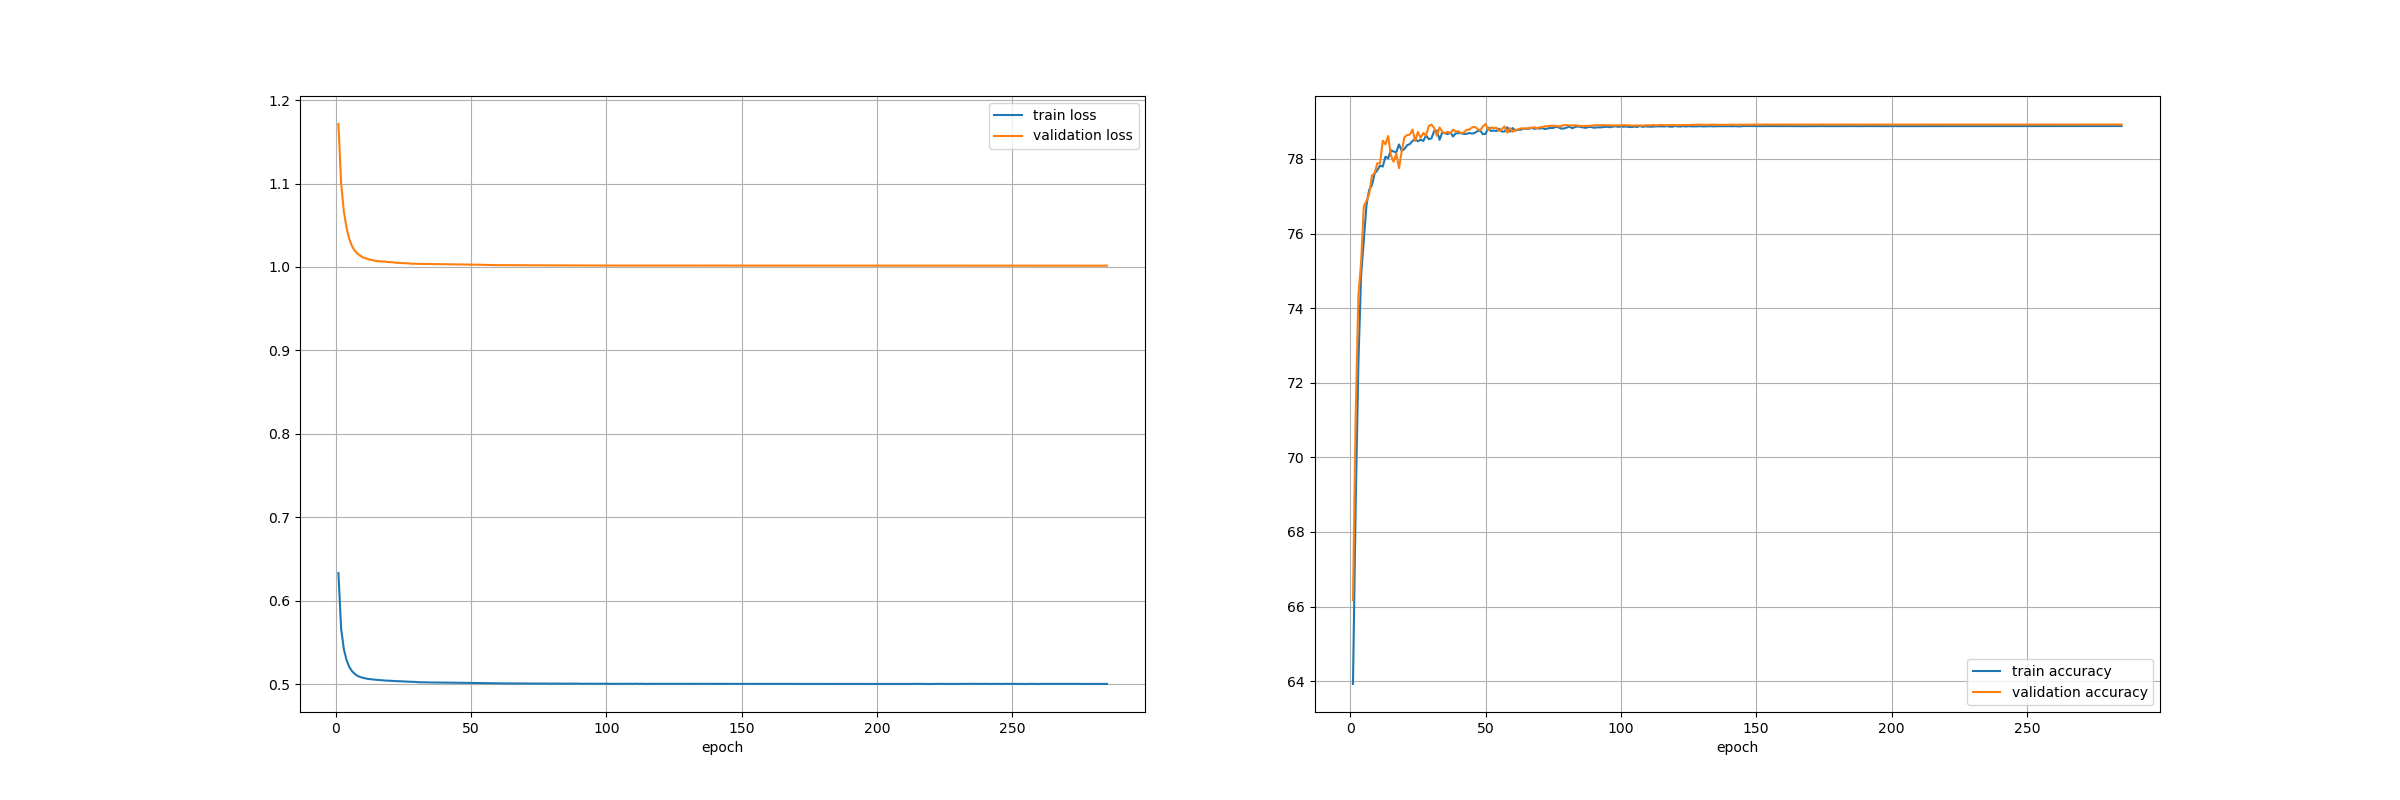 1.2
1.1
1.0
0.9
0.8
0.7
0.6
0.5
0 50 100 150 200 250
epoch
train loss
validation loss
78
76
74
72
70
68
66
64
0 50 100 150 200 250
epoch
train accuracy
validation accuracy